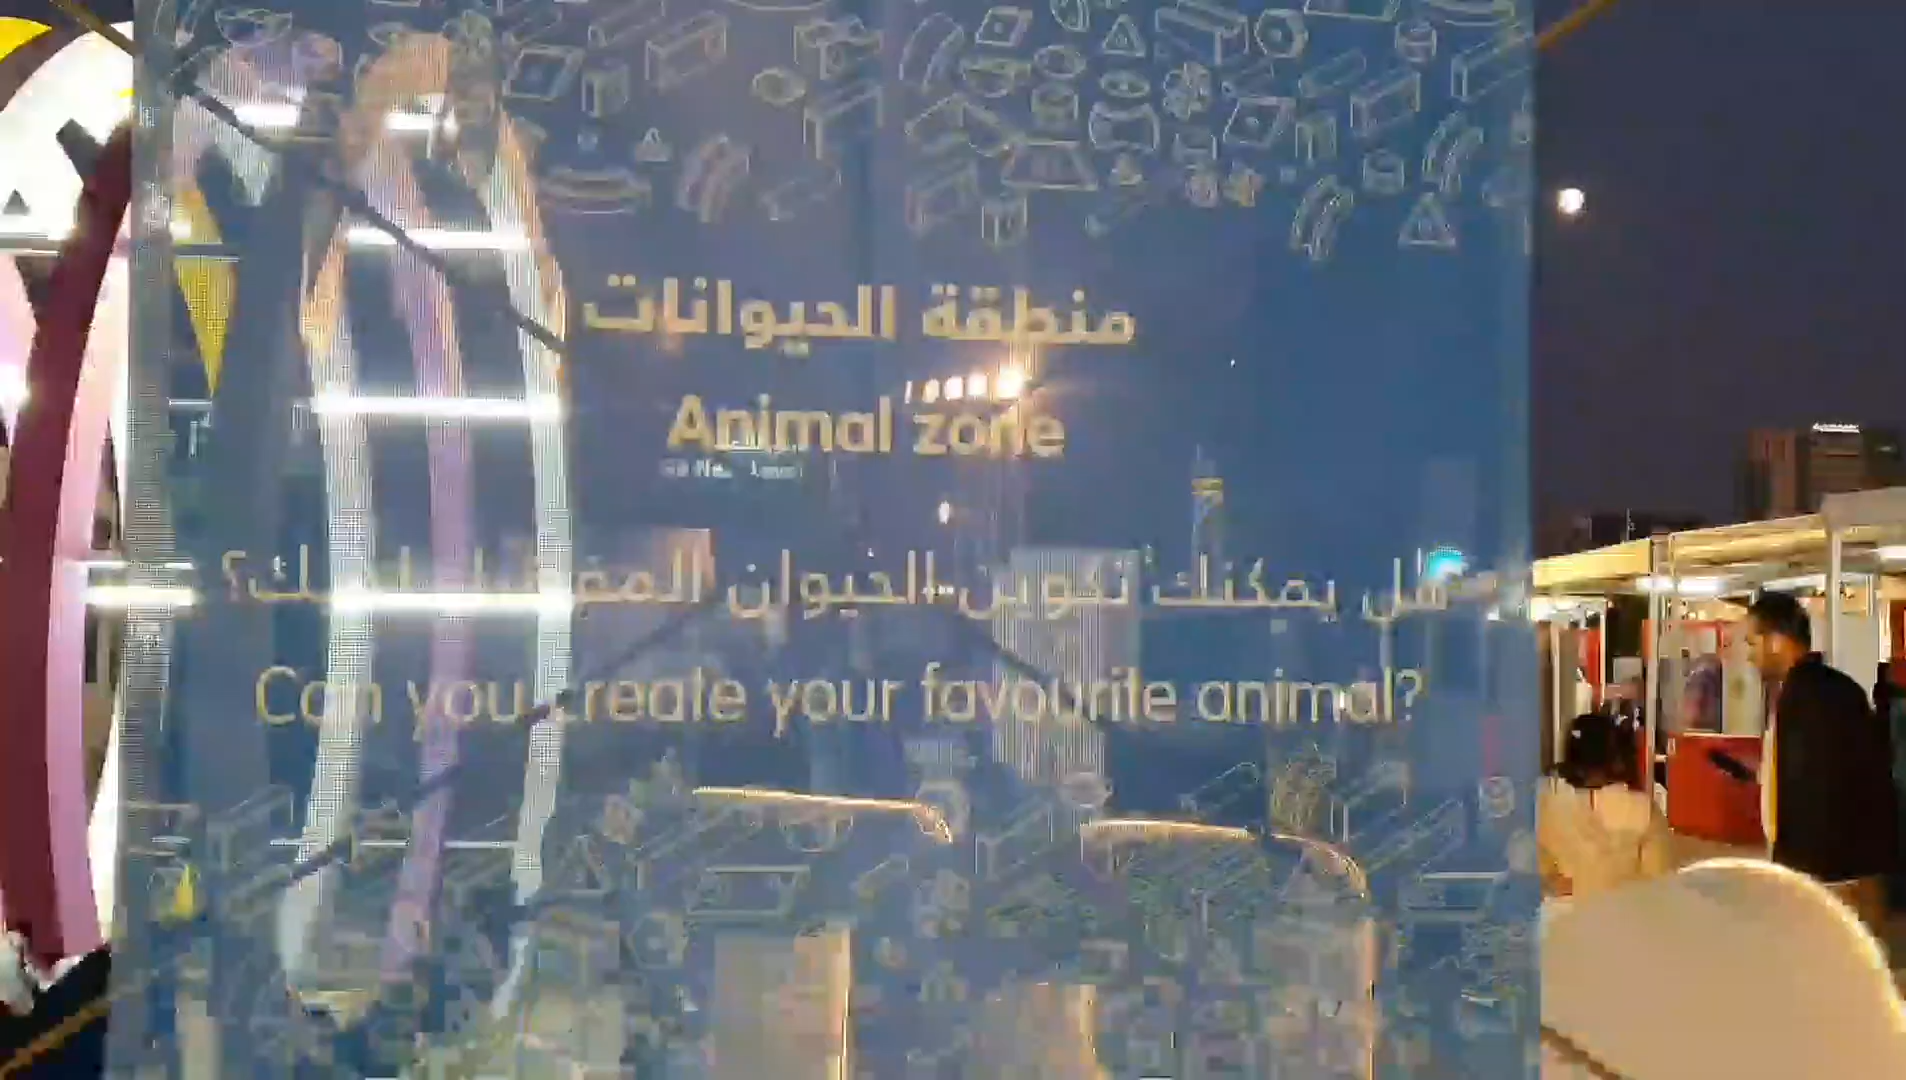 منطقة الحيوانات
Animal zone
هل يمكنك تكوين الحيوان المفضل لديك؟
Can you create your favourite animal?